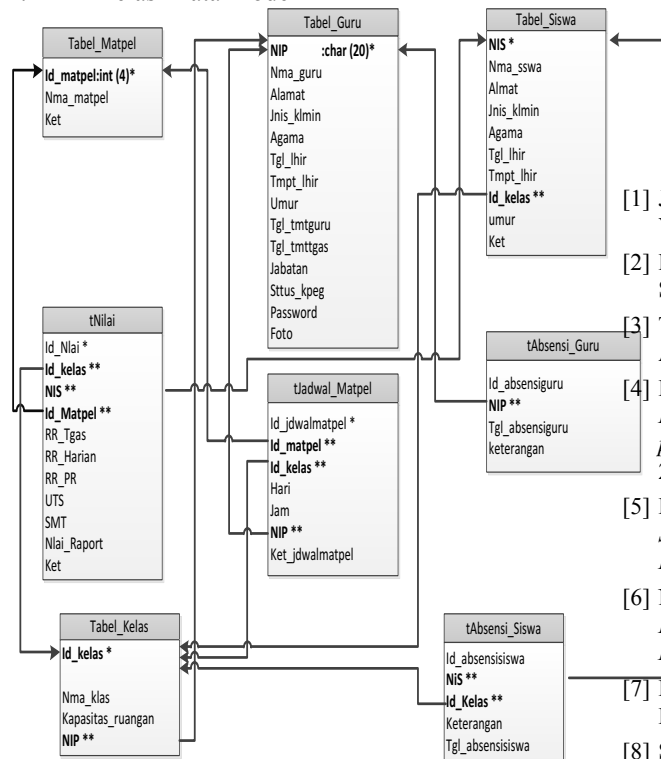 Tabel_Matpel
Id_matpel:int (4)*
Nma_matpel
Ket
Tabel_Guru
NIP :char (20)*
Nma_guru
Alamat
Jnis_klmin
Agama
Tgl_lhir
Tmpt_lhir
Umur
Tgl_tmtguru
Tgl_tmttgas
Jabatan
Sttus_kpeg
Password
Foto
Tabel_Siswa
NIS *
Nma_sswa
Almat
Jnis_klmin
Agama
Tgl_lhir
Tmpt_lhir
Id_kelas **
umur
Ket
tNilai
Id_Nlai *
Id_kelas **
NIS **
Id_Matpel **
RR_Tgas
RR_Harian
RR_PR
UTS
SMT
Nlai_Raport
Ket
tJadwal_Matpel
Id_jdwalmatpel *
Id_matpel **
Id_kelas **
Hari
Jam
NIP **
Ket_jdwalmatpel
tAbsensi_Guru
Id_absensiguru
NIP **
Tgl_absensiguru
keterangan
Tabel_Kelas
Id_kelas *
Nma_klas
Kapasitas_ruangan
NIP **
tAbsensi_Siswa
Id_absensisiswa
NiS **
Id_Kelas **
Keterangan
Tgl_absensisiswa
[1]
[2]
[3]
[4]
[5]
[6]
[7]
[8] S